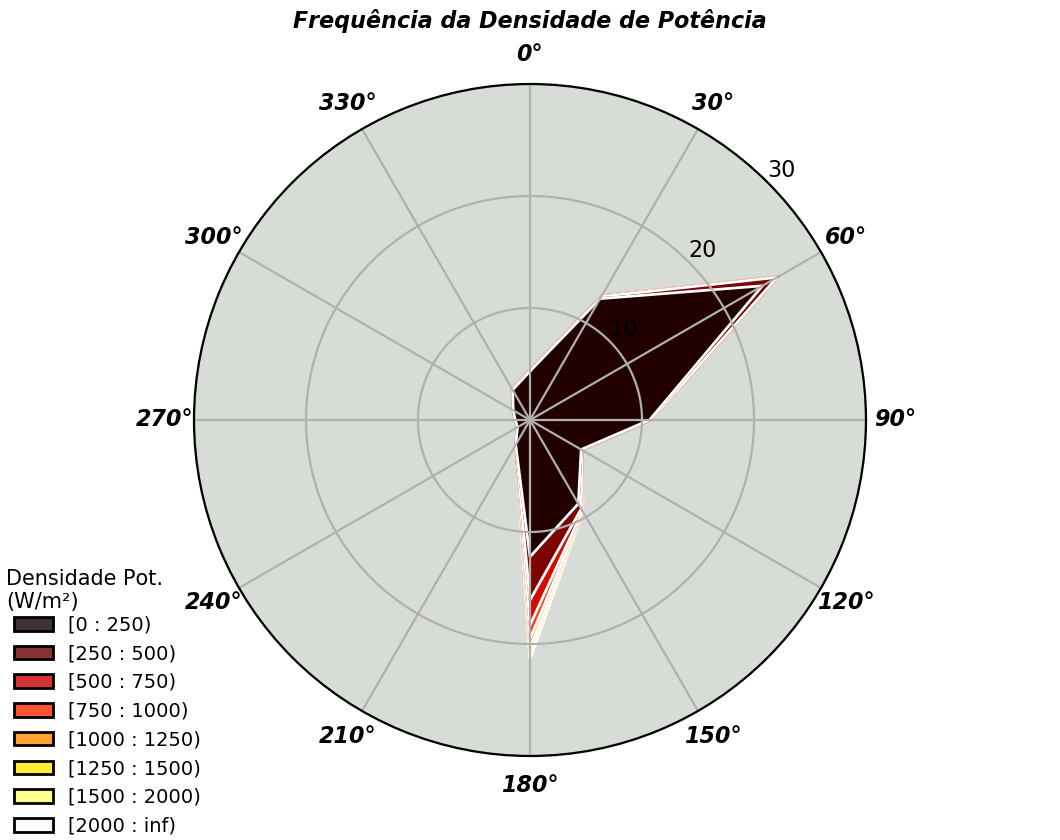 Frequência da Densidade de Potência
0°
330°
30°
30
300°
60°
20
10
270°
90°
240°
120°
210°
150°
180°
Densidade Pot.
(W/m²)
[0 : 250)
[250 : 500)
[500 : 750)
[750 : 1000)
[1000 : 1250)
[1250 : 1500)
[1500 : 2000)
[2000 : inf)